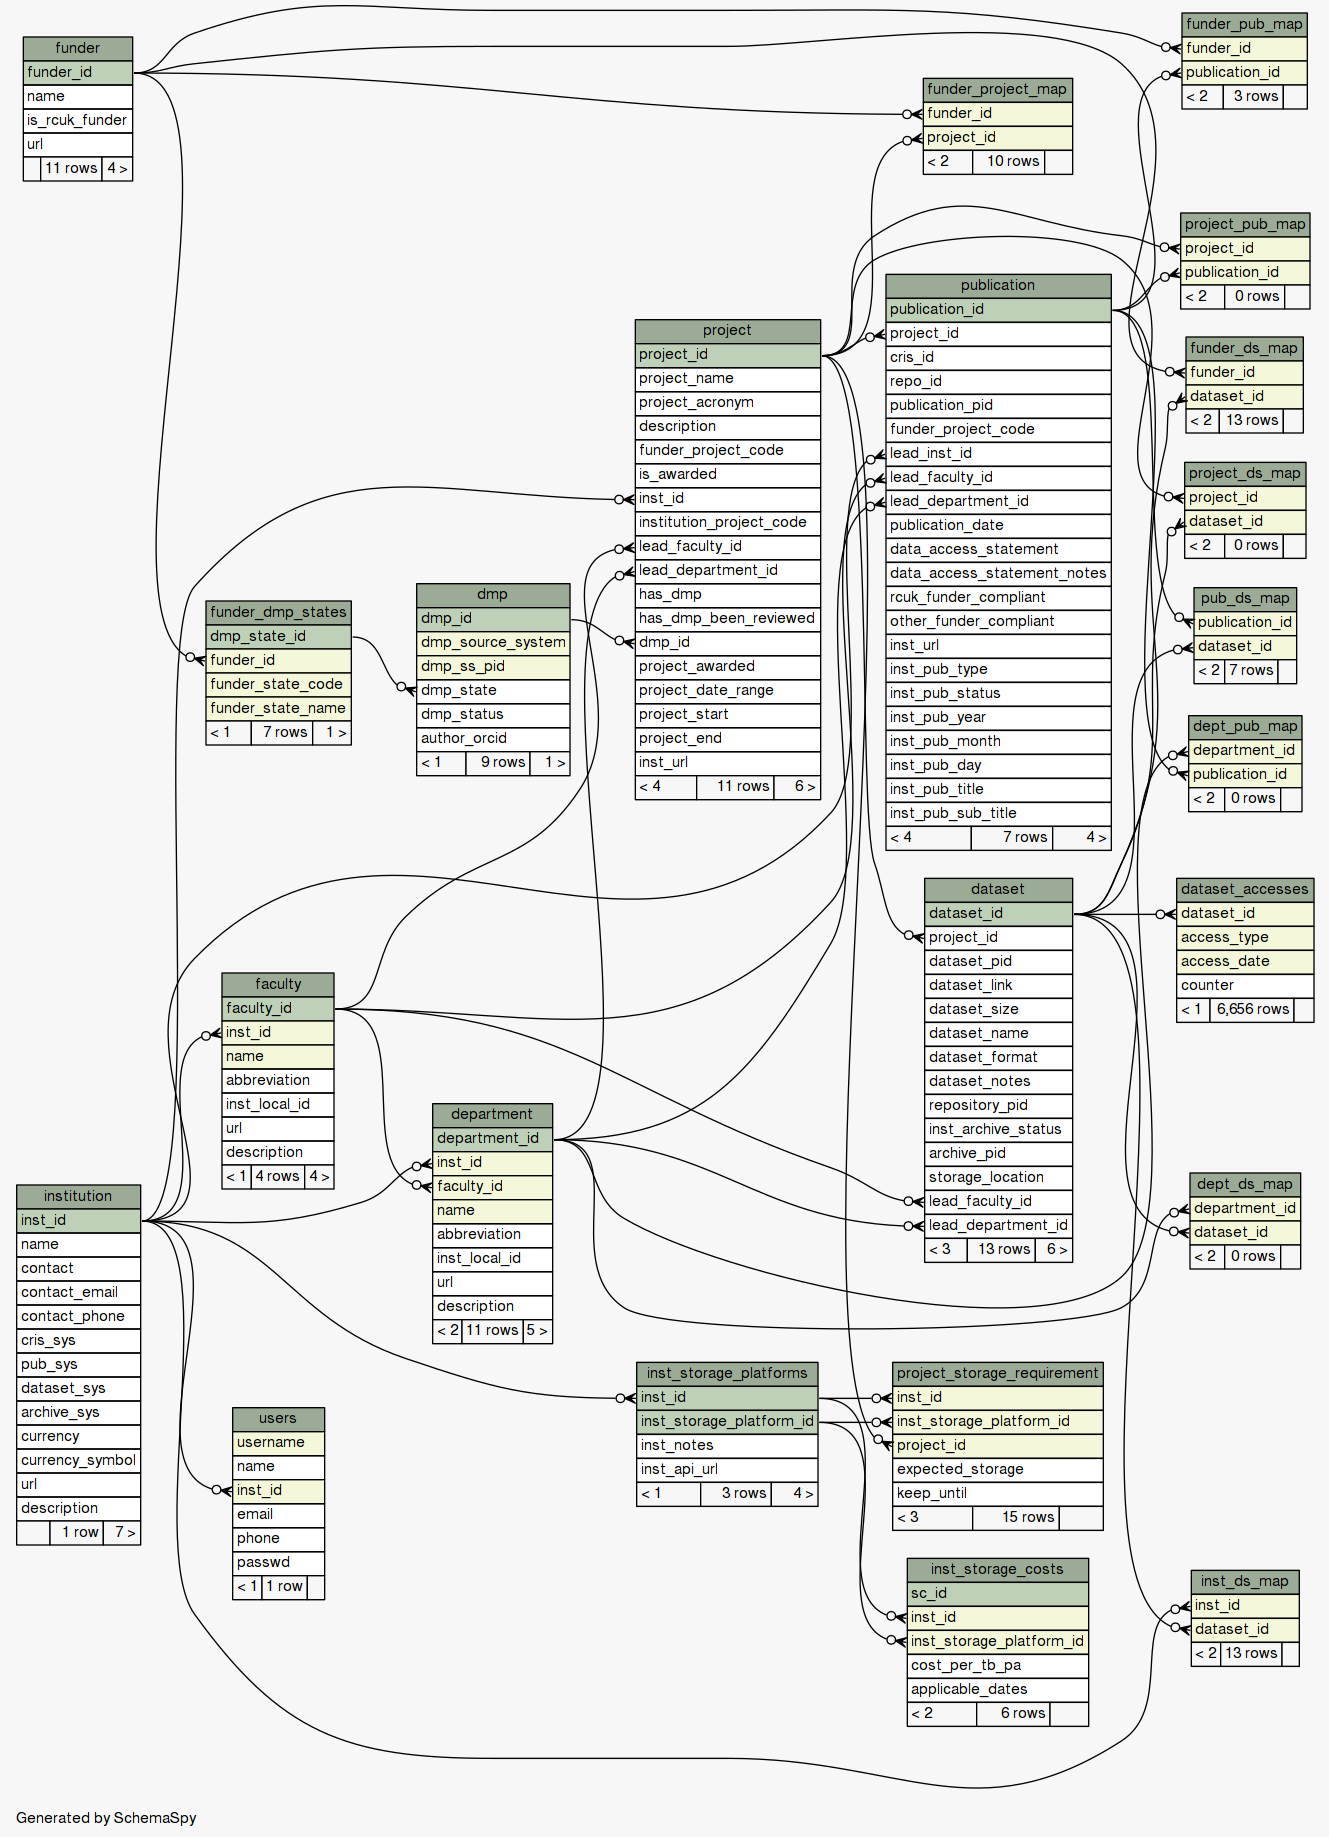 funder
funder_id
name
is_rcuk_funder
url
11 rows 4 >
funder_pub_map
funder_id
publication_id
< 2 3 rows
funder_project_map
funder_id
project_id
< 2 10 rows
project_pub_map
project_id
publication_id
< 2 0 rows
publication
publication_id
project_id
cris_id
repo_id
publication_pid
funder_project_code
lead_inst_id
lead_faculty_id
lead_department_id
publication_date
data_access_statement
data_access_statement_notes
rcuk_funder_compliant
other_funder_compliant
inst_url
inst_pub_type
inst_pub_status
inst_pub_year
inst_pub_month
inst_pub_day
inst_pub_title
inst_pub_sub_title
< 4 7 rows 4 >
project
project_id
project_name
project_acronym
description
funder_project_code
is_awarded
inst_id
institution_project_code
lead_faculty_id
lead_department_id
has_dmp
has_dmp_been_reviewed
dmp_id
project_awarded
project_date_range
project_start
project_end
inst_url
< 4 11 rows 6 >
funder_ds_map
funder_id
dataset_id
< 2 13 rows
project_ds_map
project_id
dataset_id
< 2 0 rows
dmp
dmp_id
dmp_source_system
dmp_ss_pid
dmp_state
dmp_status
author_orcid
< 1 9 rows 1 >
funder_dmp_states
dmp_state_id
funder_id
funder_state_code
funder_state_name
< 1 7 rows 1 >
pub_ds_map
publication_id
dataset_id
< 2 7 rows
dept_pub_map
department_id
publication_id
< 2 0 rows
dataset
dataset_id
project_id
dataset_pid
dataset_link
dataset_size
dataset_name
dataset_format
dataset_notes
repository_pid
inst_archive_status
archive_pid
storage_location
lead_faculty_id
lead_department_id
< 3 13 rows 6 >
dataset_accesses
dataset_id
access_type
access_date
counter
< 1 6,656 rows
faculty
faculty_id
inst_id
name
abbreviation
inst_local_id
url
description
< 1 4 rows 4 >
department
department_id
inst_id
faculty_id
name
abbreviation
inst_local_id
url
description
< 2 11 rows 5 >
dept_ds_map
department_id
dataset_id
< 2 0 rows
institution
inst_id
name
contact
contact_email
contact_phone
cris_sys
pub_sys
dataset_sys
archive_sys
currency
currency_symbol
url
description
1 row 7 >
inst_storage_platforms
inst_id
inst_storage_platform_id
inst_notes
inst_api_url
< 1 3 rows 4 >
project_storage_requirement
inst_id
inst_storage_platform_id
project_id
expected_storage
keep_until
< 3 15 rows
users
username
name
inst_id
email
phone
passwd
< 1 1 row
inst_storage_costs
sc_id
inst_id
inst_storage_platform_id
cost_per_tb_pa
applicable_dates
< 2 6 rows
inst_ds_map
inst_id
dataset_id
< 2 13 rows
Generated by SchemaSpy